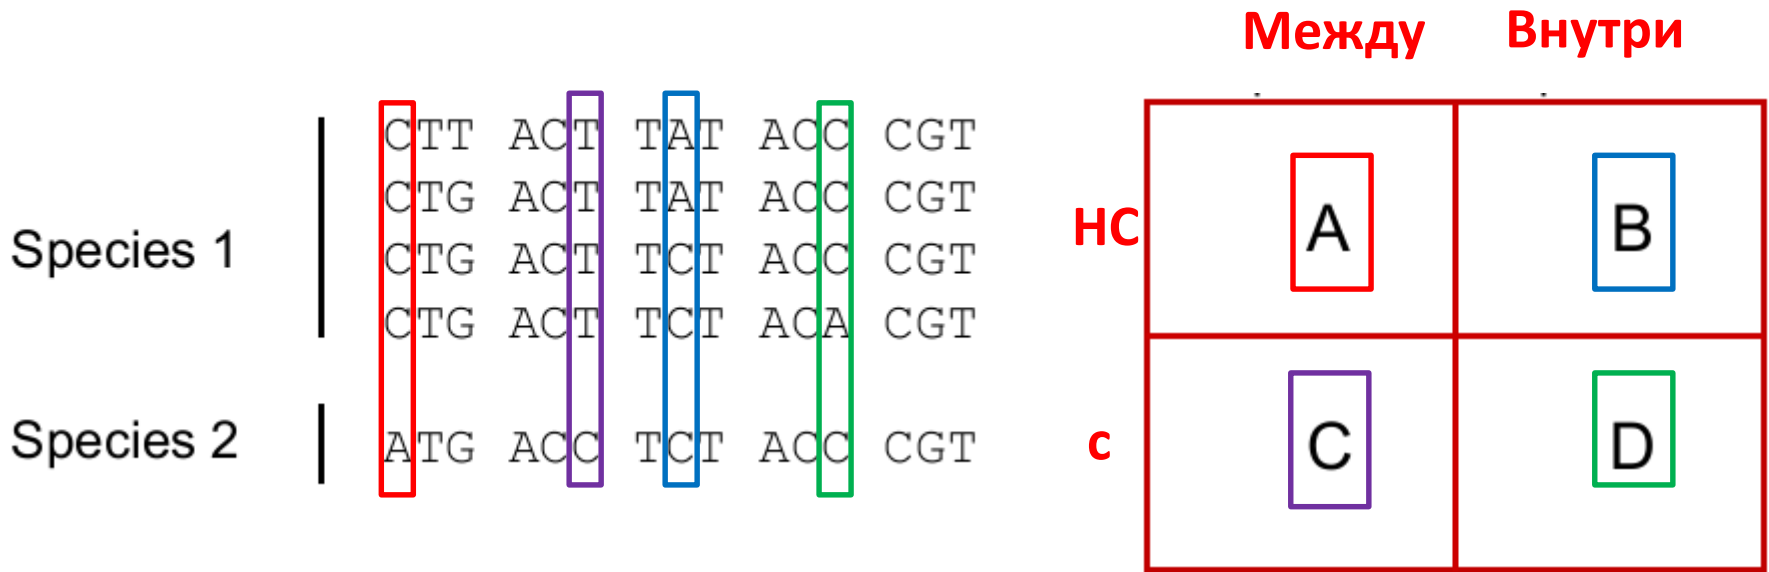 Между Внутри
CTT ACT TAT ACC CGT
CTG ACT TAT ACC CGT
Species 1
CTG ACT TCT ACC CGT
CTG ACT TCT ACA CGT
Species 2
ATG ACC TCT ACC CGT
НС
A
B
с
C
D